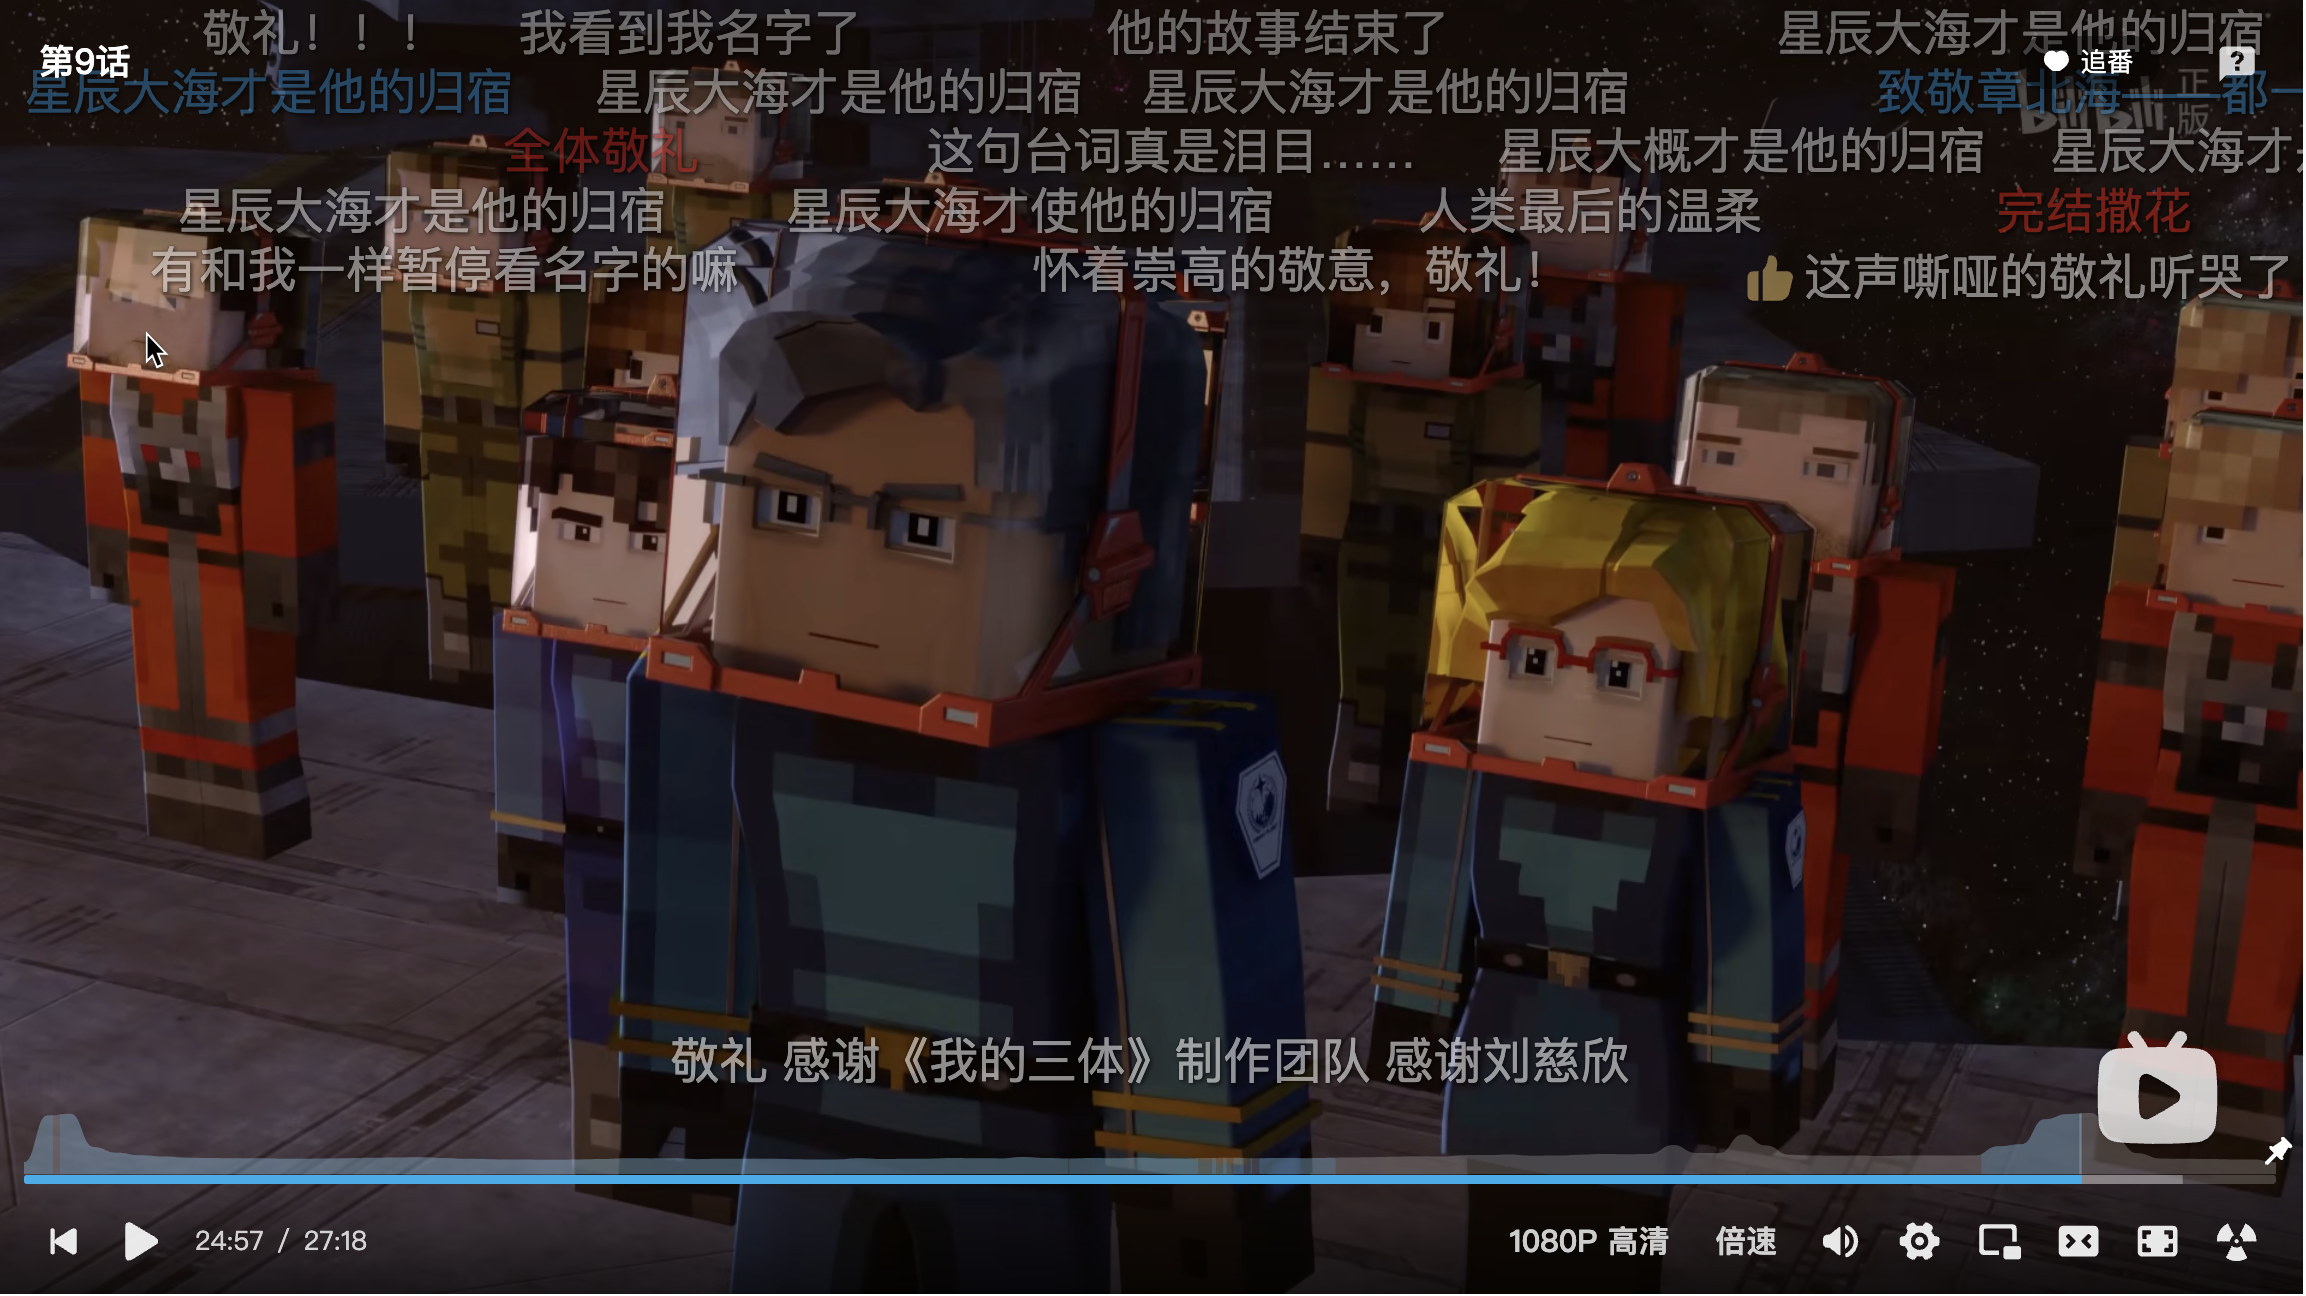 敬礼！！！ 我看到我名字了 他的故事结束了 星辰大海才是他的归宿
第9话 追番
星辰大海才是他的归宿 星辰大海才是他的归宿 星辰大海才是他的归宿 致敬章北海——都一
bilibili 正版
全体敬礼 这句台词真是泪目…… 星辰大概才是他的归宿 星辰大海才
星辰大海才是他的归宿 星辰大海才使他的归宿 人类最后的温柔 完结撒花
有和我一样暂停看名字的嘛 怀着崇高的敬意，敬礼！ 这声嘶哑的敬礼听哭了
敬礼 感谢《我的三体》制作团队 感谢刘慈欣
24:57 / 27:18 1080P 高清 倍速